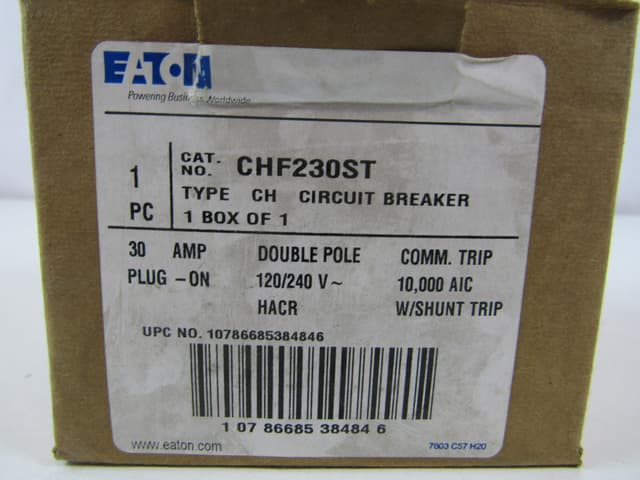 EATON
Powering Business Worldwide
1 PC
CAT. NO. CHF230ST
TYPE CH CIRCUIT BREAKER
1 BOX OF 1
30 AMP DOUBLE POLE COMM. TRIP
PLUG - ON 120/240 V~ 10,000 AIC
HACR W/SHUNT TRIP
UPC NO. 10786685384846
1 07 86685 38484 6
www.eaton.com 7803 C57 H20